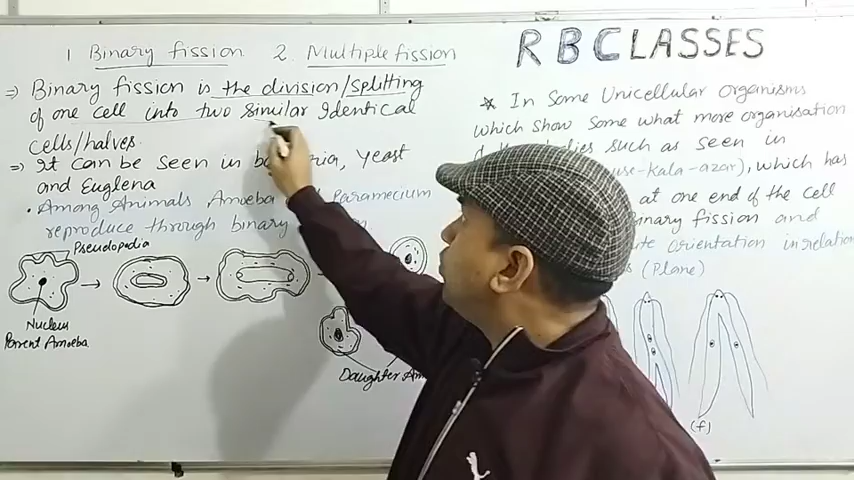 1 Binary fission 2. Multiple fission
RBCLASSES
⇒ Binary fission is the division/splitting
of one cell into two similar Identical
cells/halves.
⇒ It can be seen in Yeast
and Euglena
• Among Animals Amoeba Paramecium
reproduce through binary
Pseudopodia
Nucleus
Parent Amoeba
Daughter
* In Some Unicellular Organisms
which show Some what more organisation
such as seen in
-kala-azar), which has
at one end of the cell
fission and
orientation in relation
(Plane)
(f)